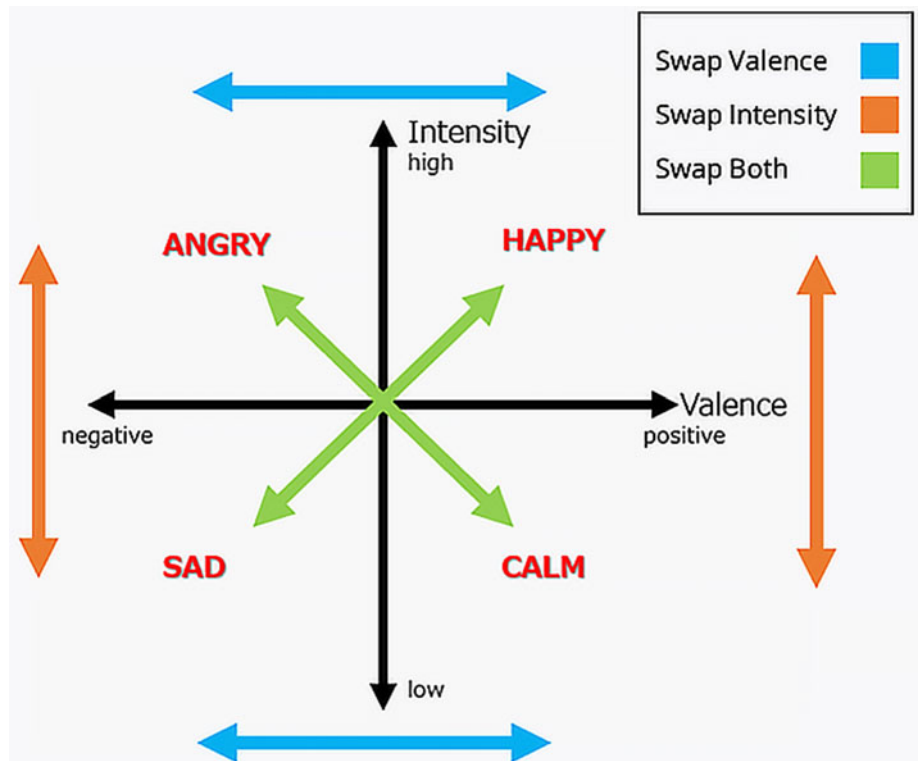 Swap Valence
Swap Intensity
Swap Both
Intensity
high
ANGRY
HAPPY
Valence
negative
positive
SAD
CALM
low